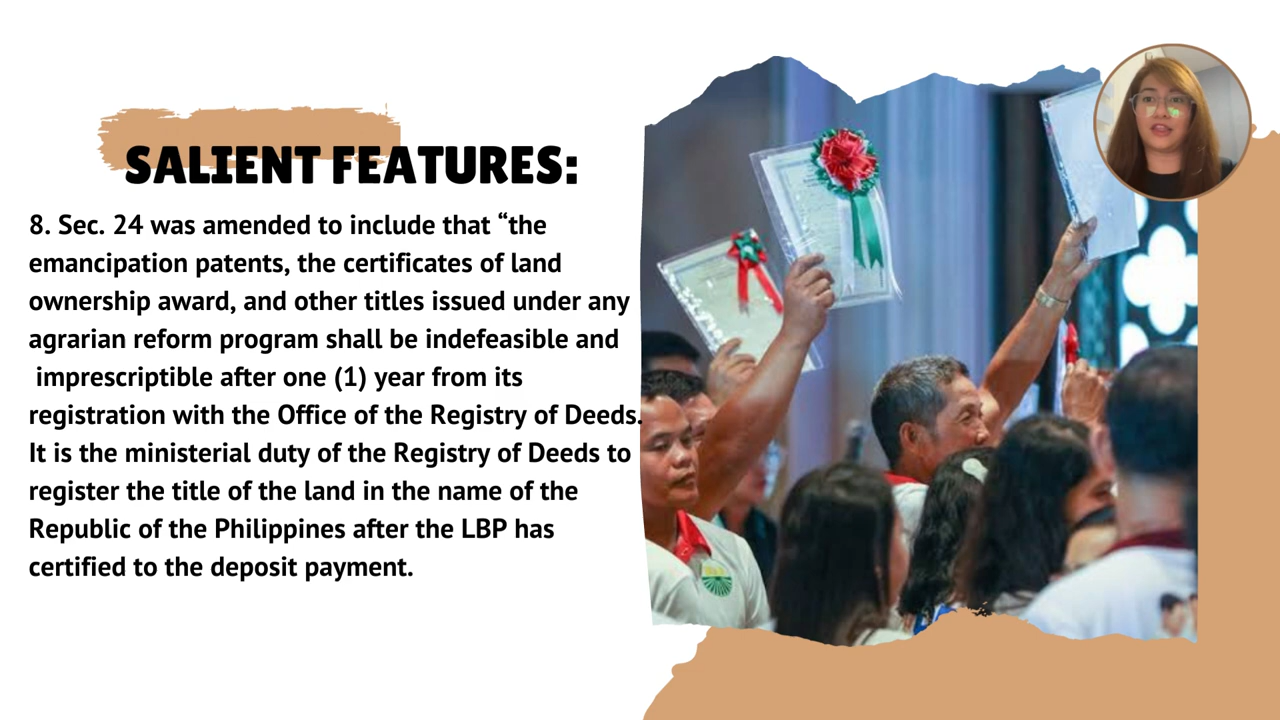 SALIENT FEATURES:
8. Sec. 24 was amended to include that “the
emancipation patents, the certificates of land
ownership award, and other titles issued under any
agrarian reform program shall be indefeasible and
imprescriptible after one (1) year from its
registration with the Office of the Registry of Deeds.
It is the ministerial duty of the Registry of Deeds to
register the title of the land in the name of the
Republic of the Philippines after the LBP has
certified to the deposit payment.